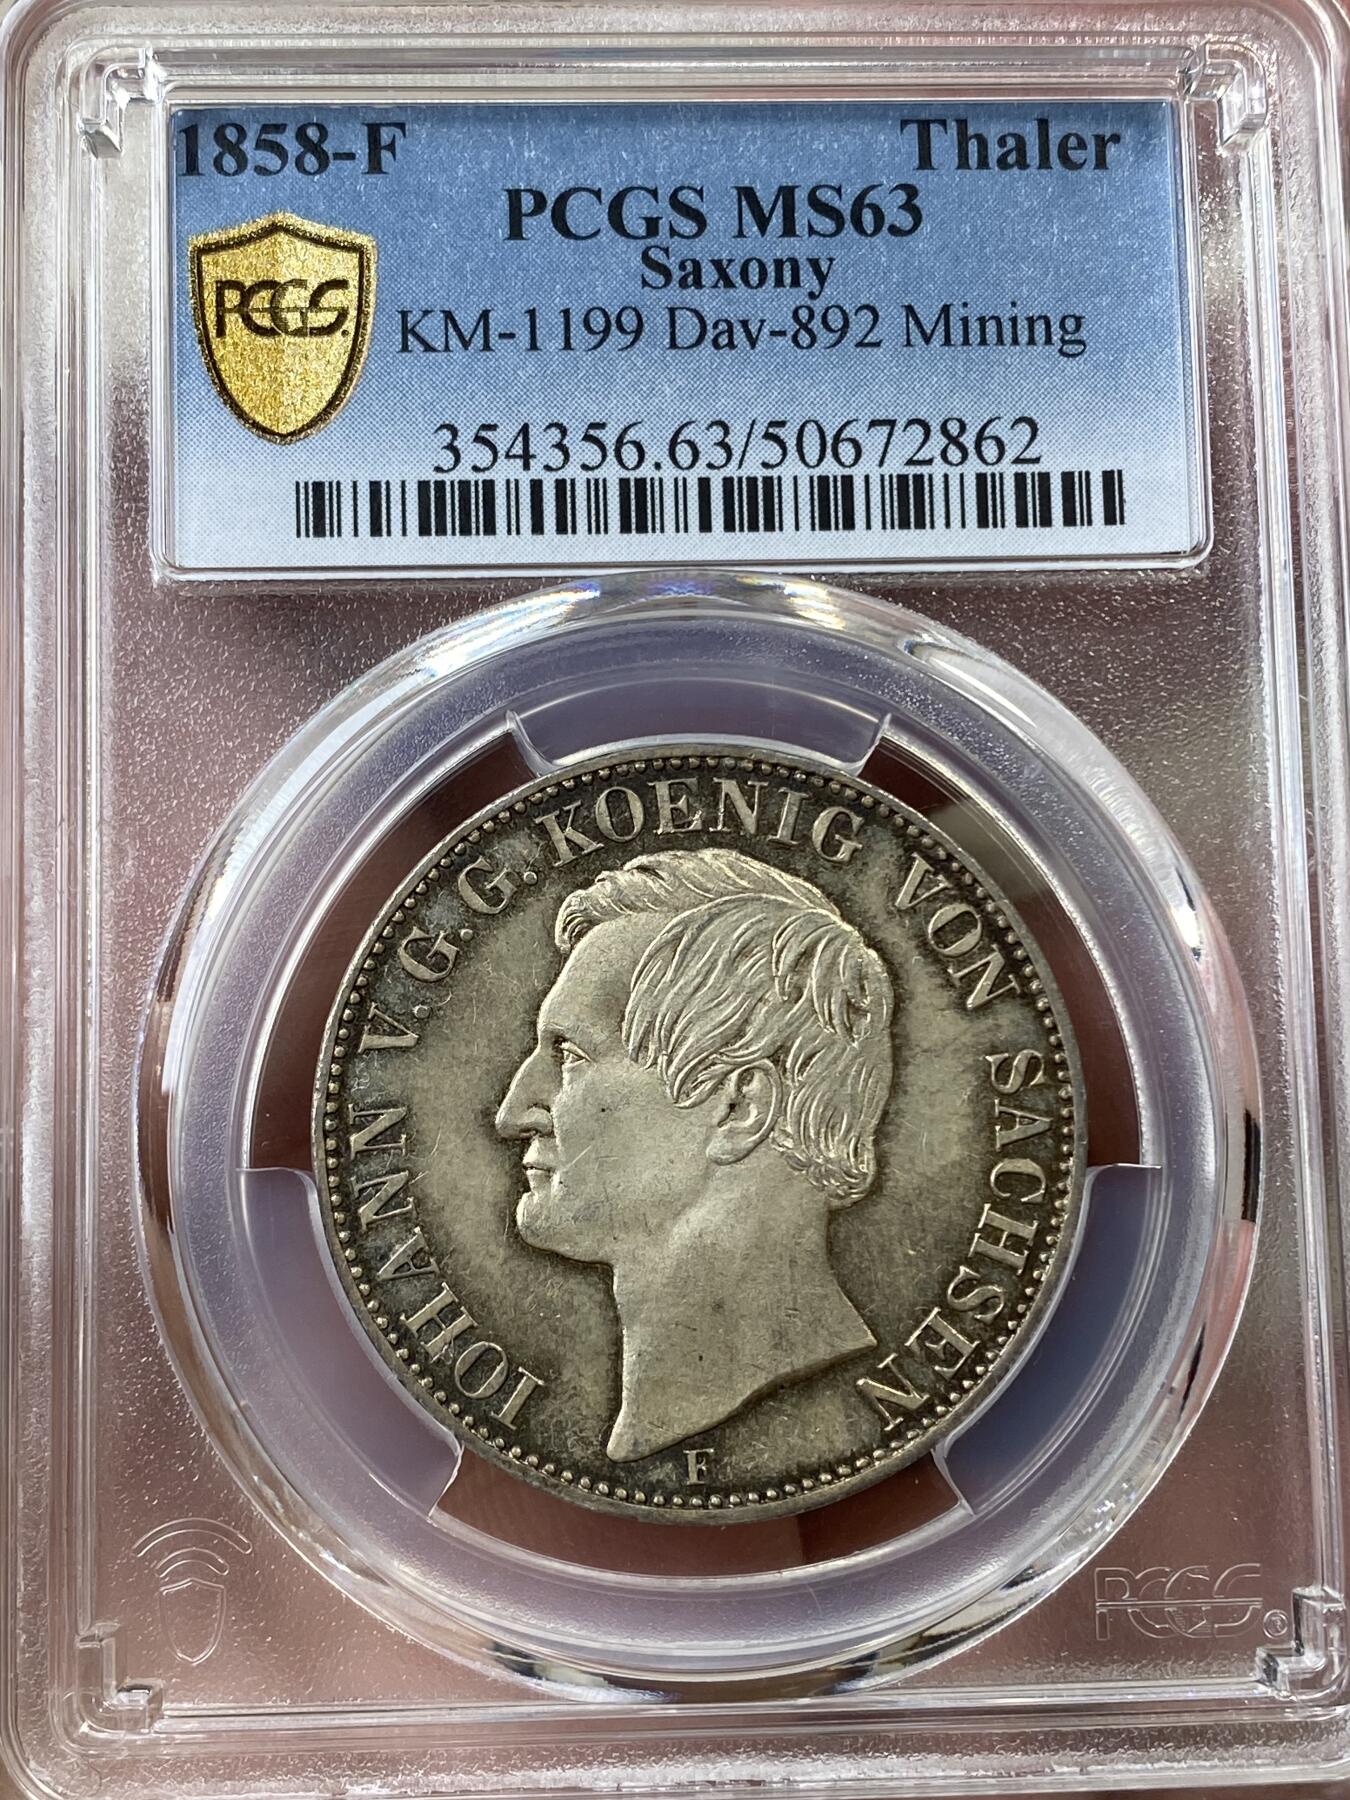 1858-F Thaler
PCGS MS63
Saxony
PCGS
KM-1199 Dav-892 Mining
354356.63/50672862
IOHANN V. G. G. KOENIG VON SACHSEN
F
PCGS ®